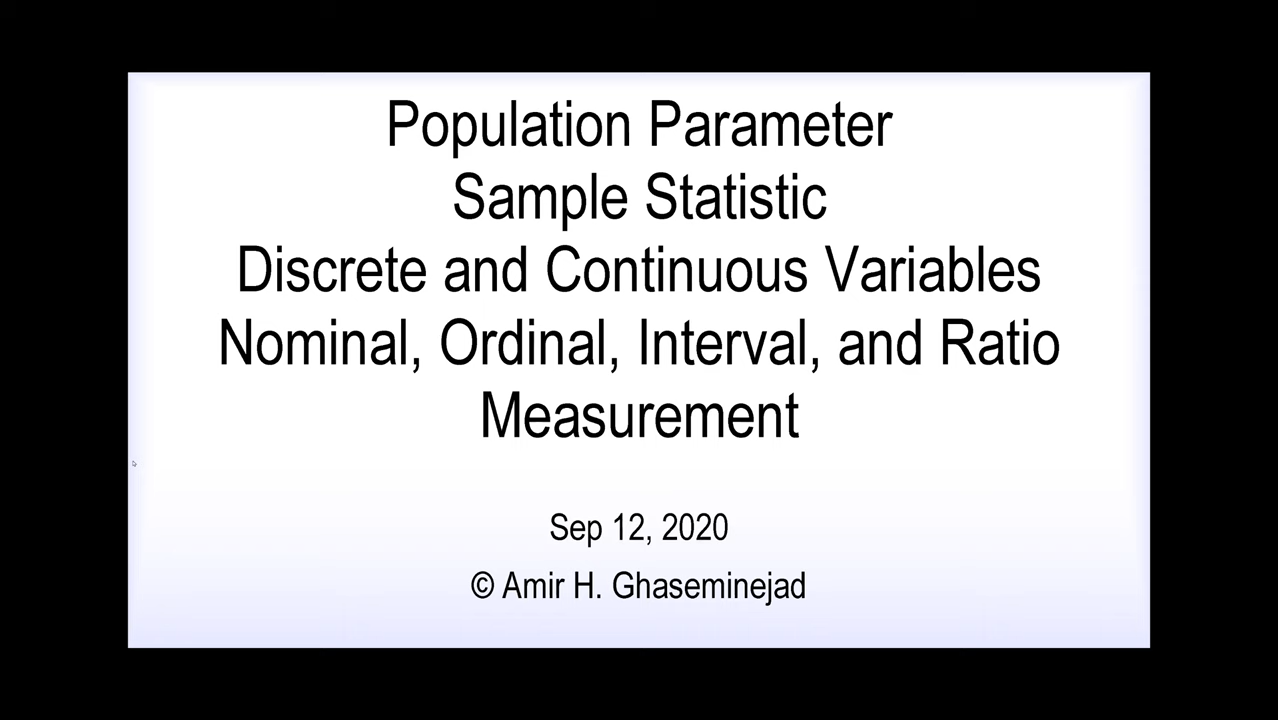 Population Parameter
Sample Statistic
Discrete and Continuous Variables
Nominal, Ordinal, Interval, and Ratio
Measurement
Sep 12, 2020
© Amir H. Ghaseminejad